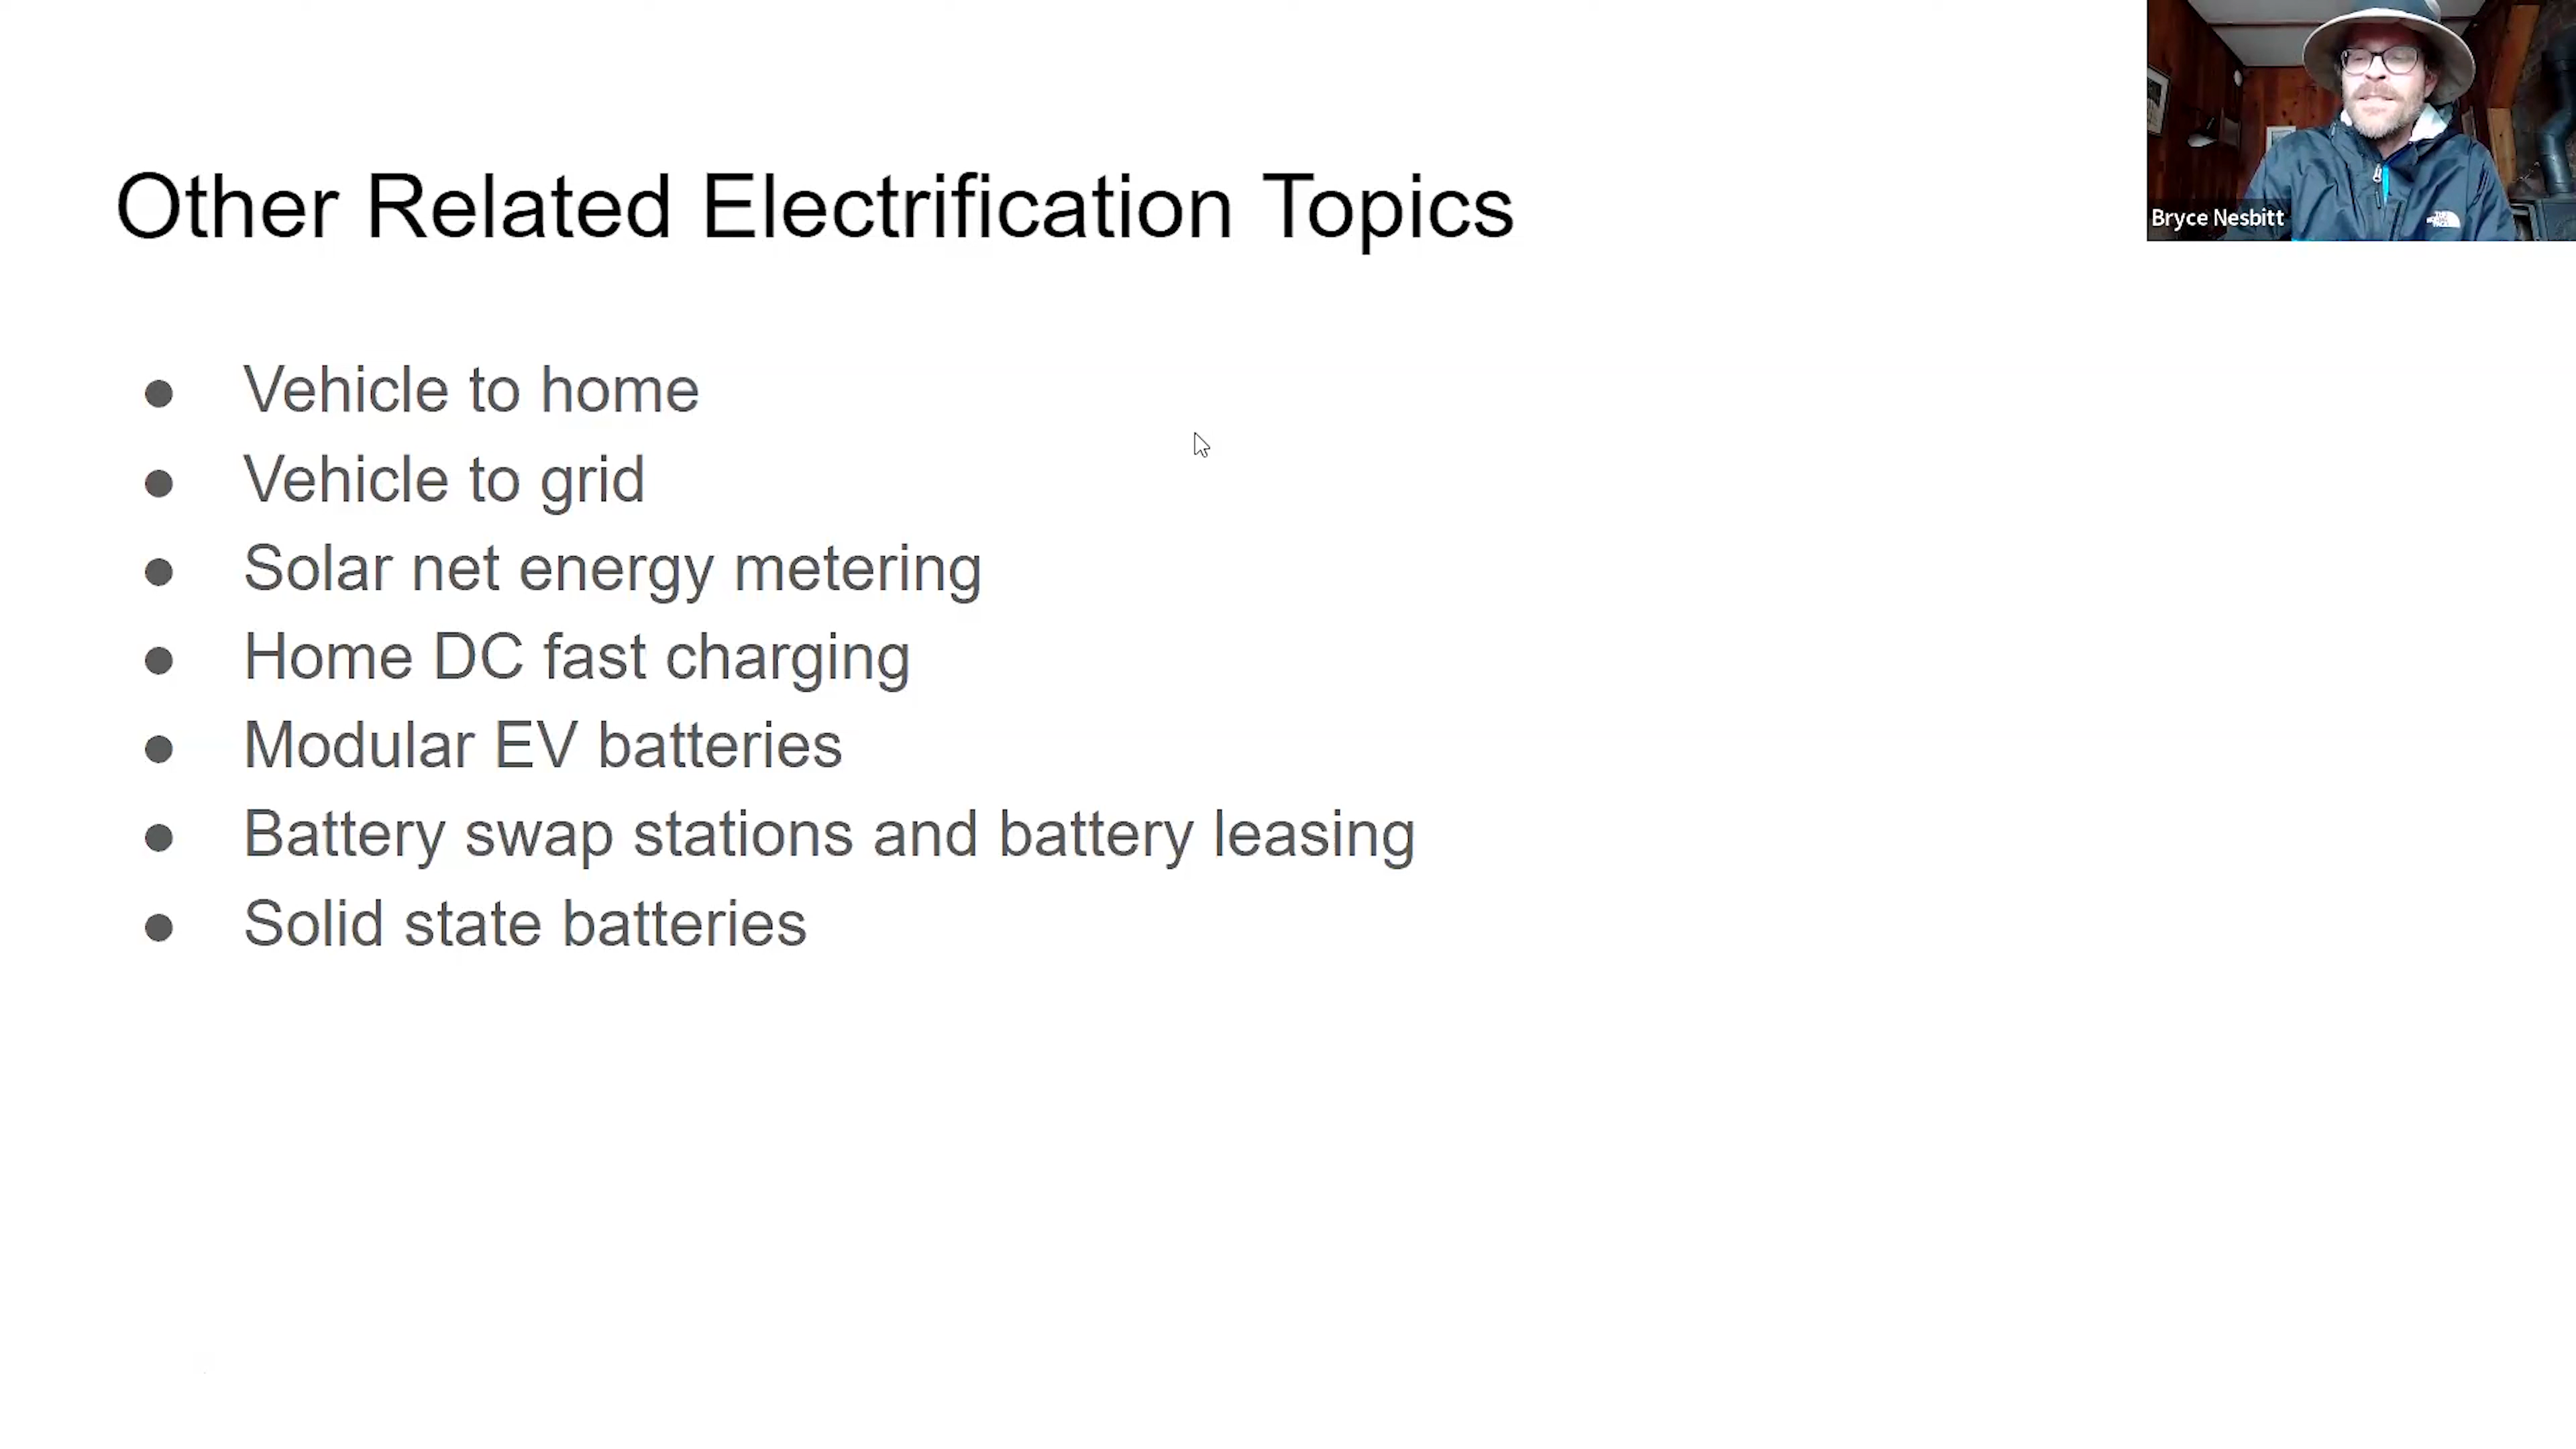 Other Related Electrification Topics
Bryce Nesbitt
● Vehicle to home
● Vehicle to grid
● Solar net energy metering
● Home DC fast charging
● Modular EV batteries
● Battery swap stations and battery leasing
● Solid state batteries